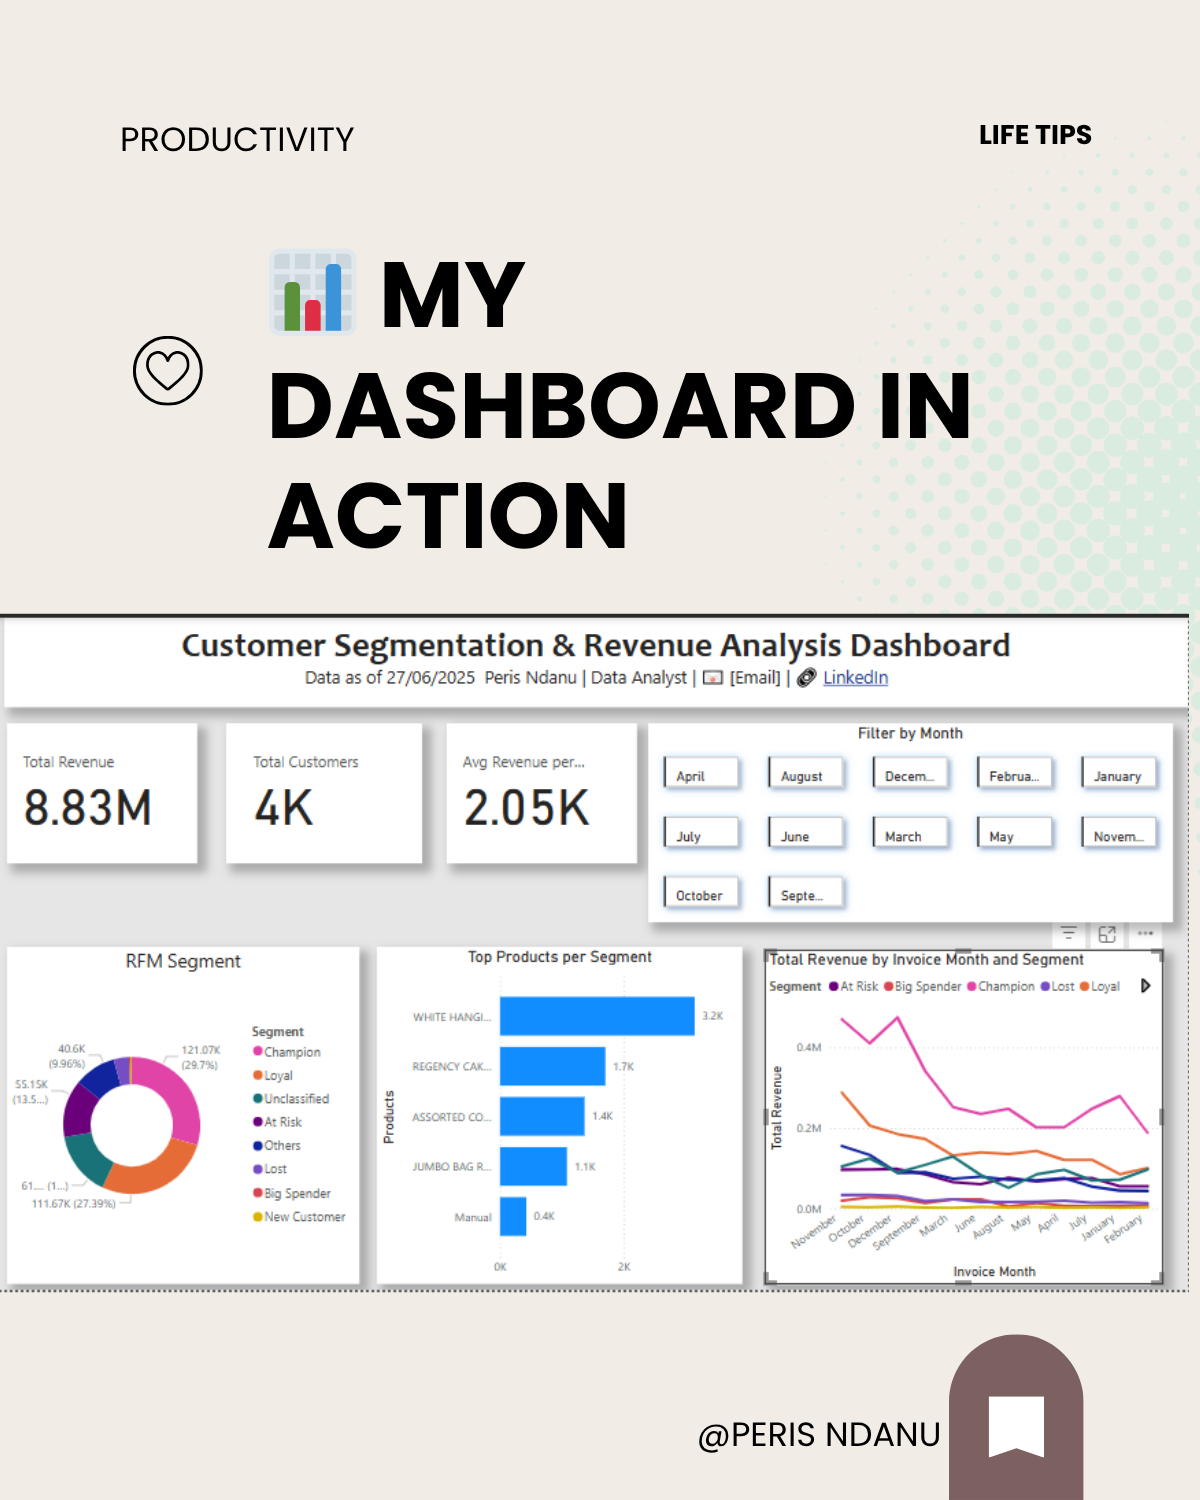 PRODUCTIVITY
LIFE TIPS
📊 MY
DASHBOARD IN
ACTION
Customer Segmentation & Revenue Analysis Dashboard
Data as of 27/06/2025 Peris Ndanu | Data Analyst | 📧 [Email] | 🔗 LinkedIn
Total Revenue
8.83M
Total Customers
4K
Avg Revenue per...
2.05K
Filter by Month
April
August
Decem...
Februa...
January
July
June
March
May
Novem...
October
Septe...
RFM Segment
40.6K
(9.96%)
121.07K
(29.7%)
55.15K
(13.5...)
61.... (1...)
111.67K (27.39%)
Segment
Champion
Loyal
Unclassified
At Risk
Others
Lost
Big Spender
New Customer
Top Products per Segment
Products
WHITE HANGI...
3.2K
REGENCY CAK...
1.7K
ASSORTED CO...
1.4K
JUMBO BAG R...
1.1K
Manual
0.4K
0K
2K
Total Revenue by Invoice Month and Segment
Segment At Risk Big Spender Champion Lost Loyal
Total Revenue
0.4M
0.2M
0.0M
November
October
December
September
March
June
August
May
April
July
January
February
Invoice Month
@PERIS NDANU